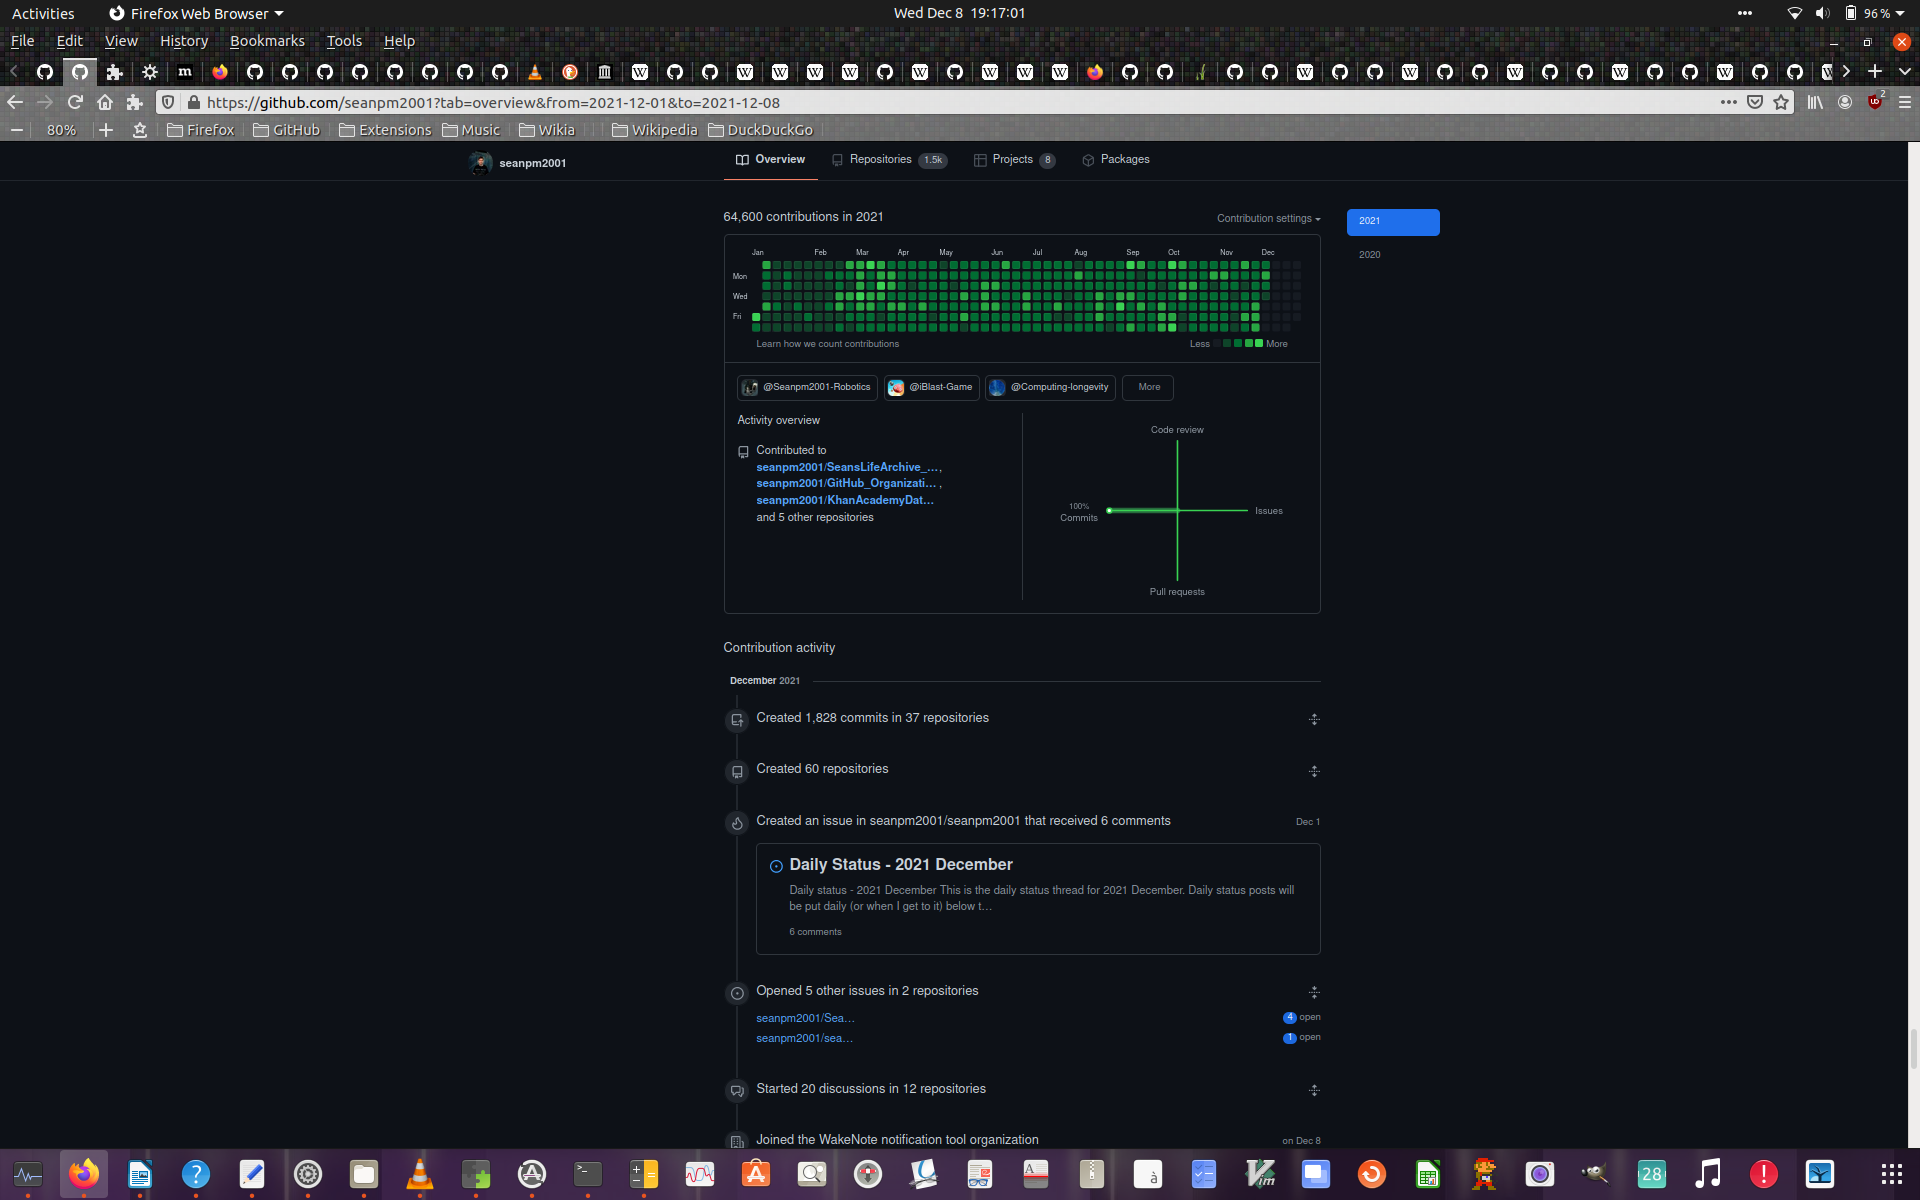 Activities
Firefox Web Browser
Wed Dec 8 19:17:01
96 %
File Edit View History Bookmarks Tools Help
https://github.com/seanpm2001?tab=overview&from=2021-12-01&to=2021-12-08
2
80%
Firefox
GitHub
Extensions
Music
Wikia
Wikipedia
DuckDuckGo
seanpm2001
Overview
Repositories 1.5k
Projects 8
Packages
64,600 contributions in 2021
Contribution settings
2021
2020
Jan Feb Mar Apr May Jun Jul Aug Sep Oct Nov Dec
Mon
Wed
Fri
Learn how we count contributions
Less More
@Seanpm2001-Robotics
@iBlast-Game
@Computing-longevity
More
Activity overview
Contributed to
seanpm2001/SeansLifeArchive_…,
seanpm2001/GitHub_Organizati… ,
seanpm2001/KhanAcademyDat…
and 5 other repositories
Code review
100%
Commits
Issues
Pull requests
Contribution activity
December 2021
Created 1,828 commits in 37 repositories
Created 60 repositories
Created an issue in seanpm2001/seanpm2001 that received 6 comments
Dec 1
Daily Status - 2021 December
Daily status - 2021 December This is the daily status thread for 2021 December. Daily status posts will
be put daily (or when I get to it) below t…
6 comments
Opened 5 other issues in 2 repositories
seanpm2001/Sea…
4 open
seanpm2001/sea…
1 open
Started 20 discussions in 12 repositories
Joined the WakeNote notification tool organization
on Dec 8
28